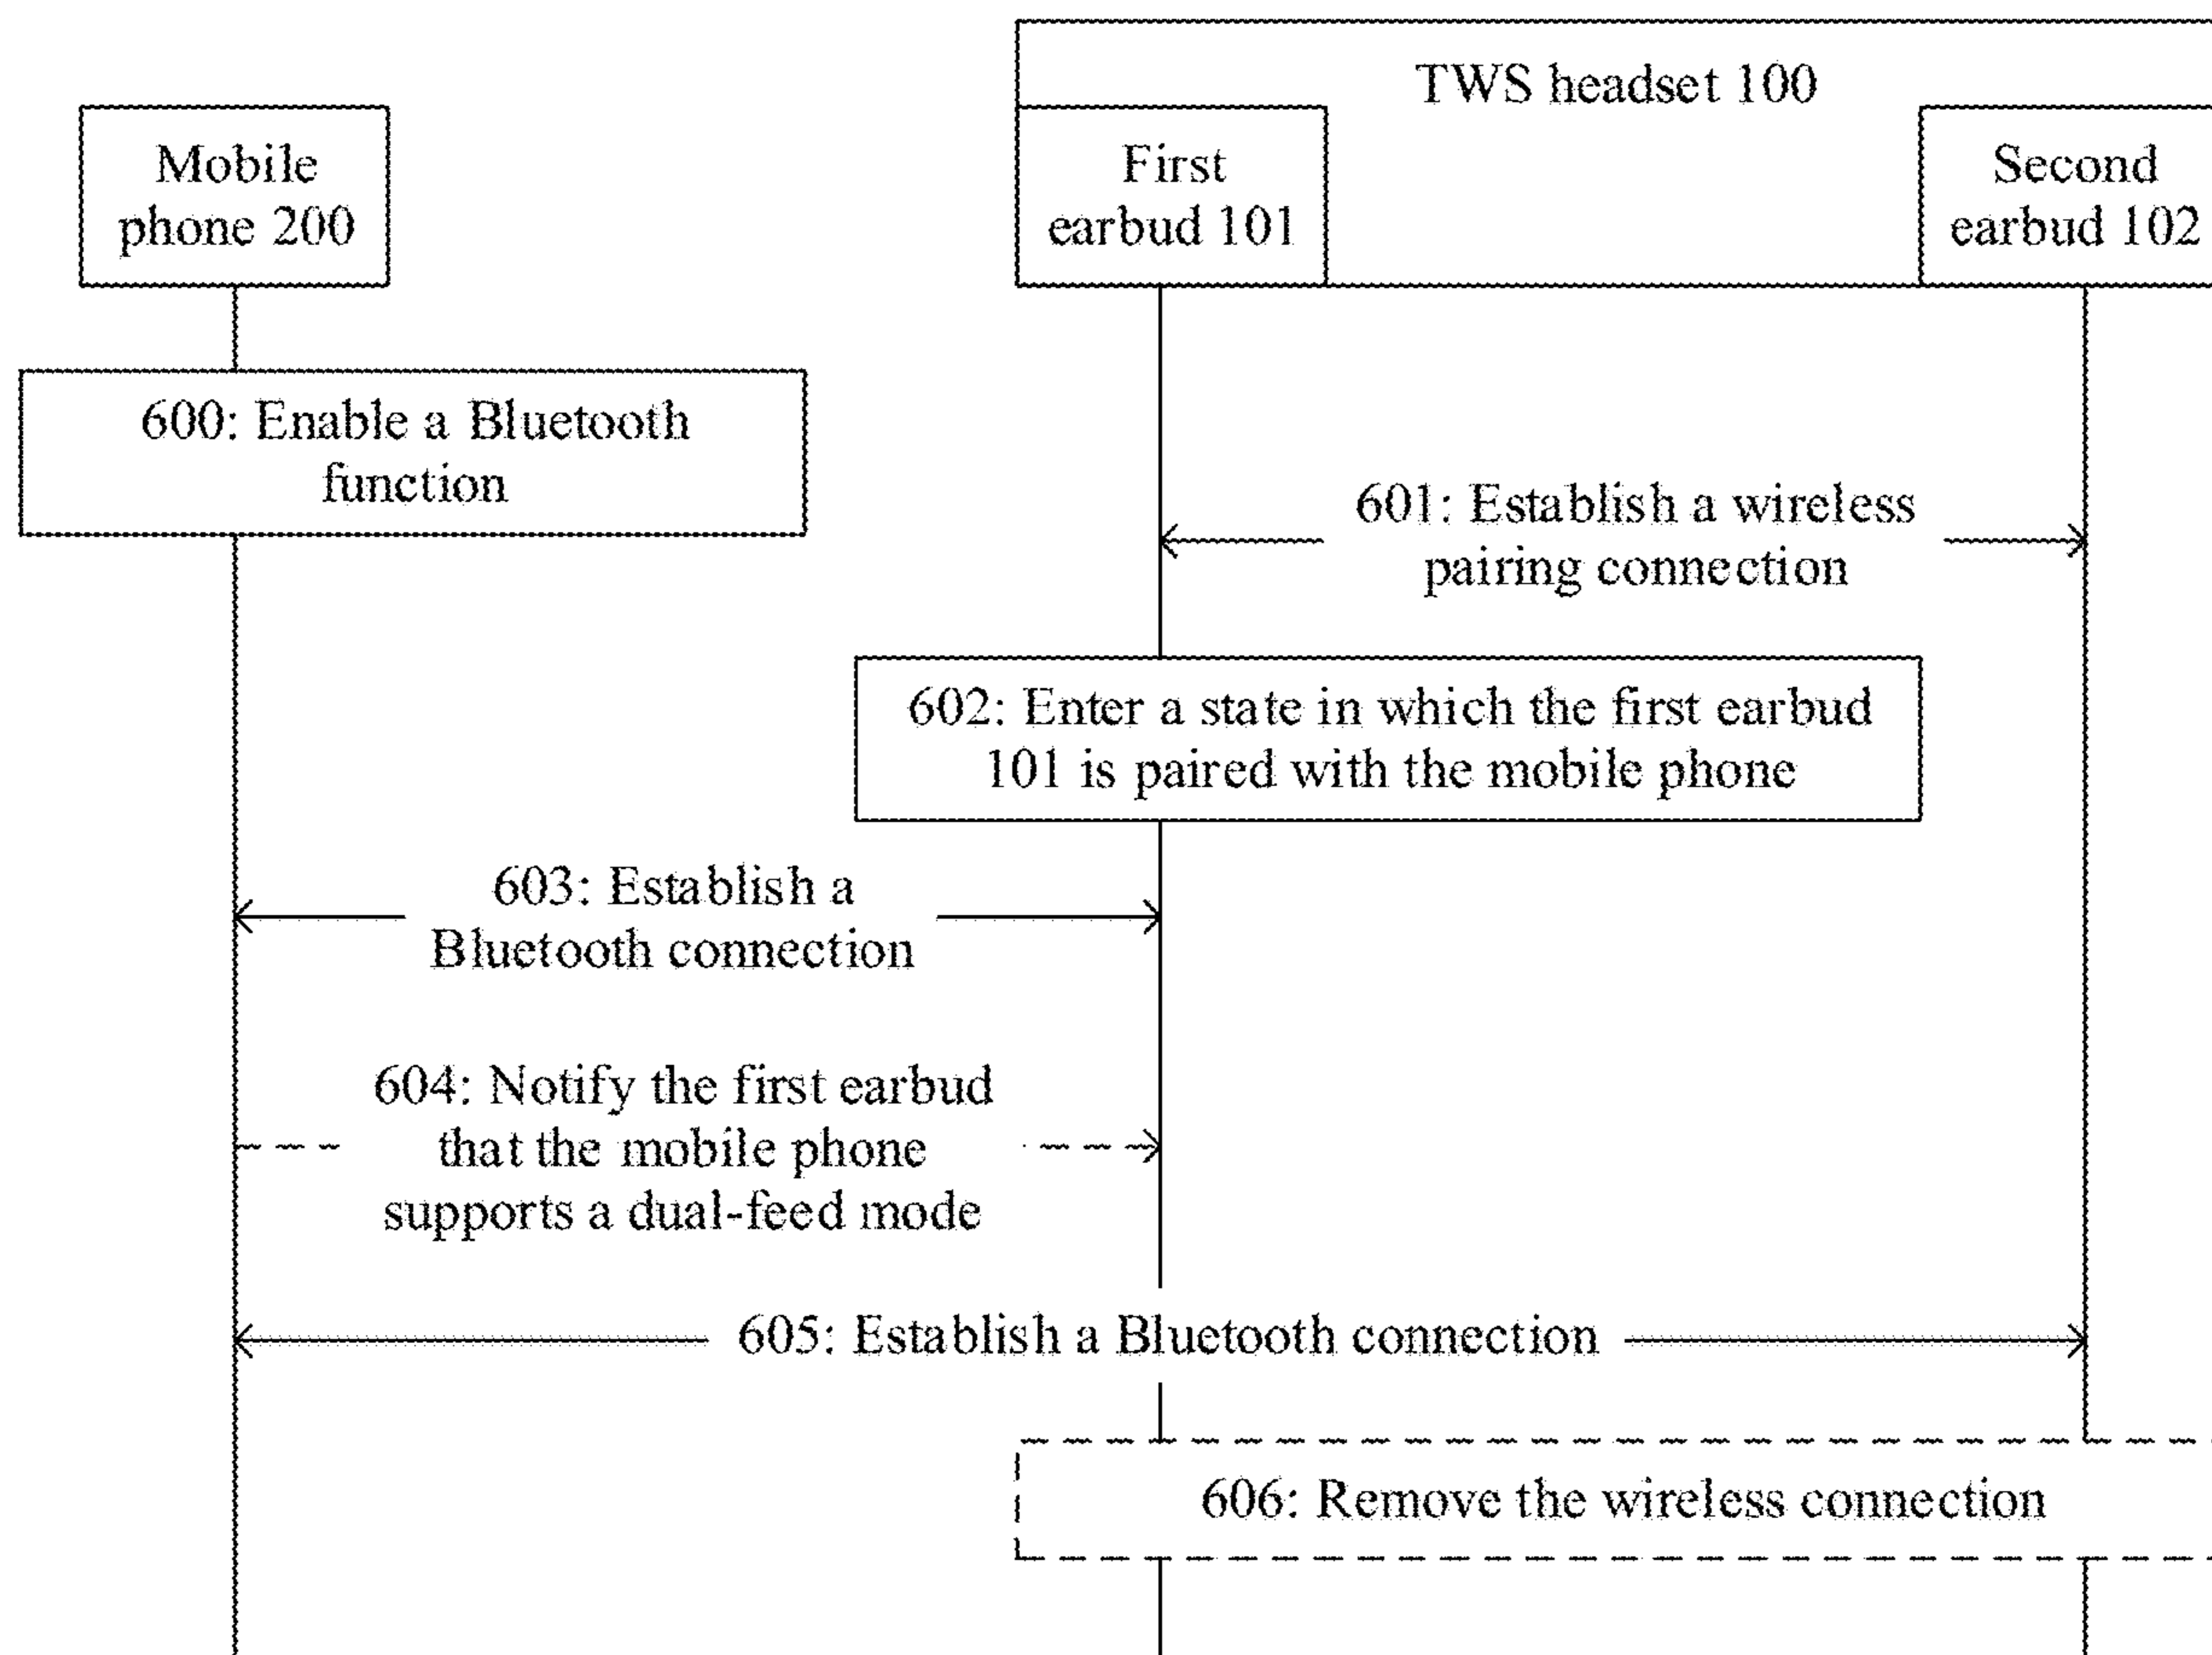 TWS headset 100
Mobile
phone 200
First
earbud 101
Second
earbud 102
600: Enable a Bluetooth
function
601: Establish a wireless
pairing connection
602: Enter a state in which the first earbud
101 is paired with the mobile phone
603: Establish a
Bluetooth connection
604: Notify the first earbud
that the mobile phone
supports a dual-feed mode
605: Establish a Bluetooth connection
606: Remove the wireless connection